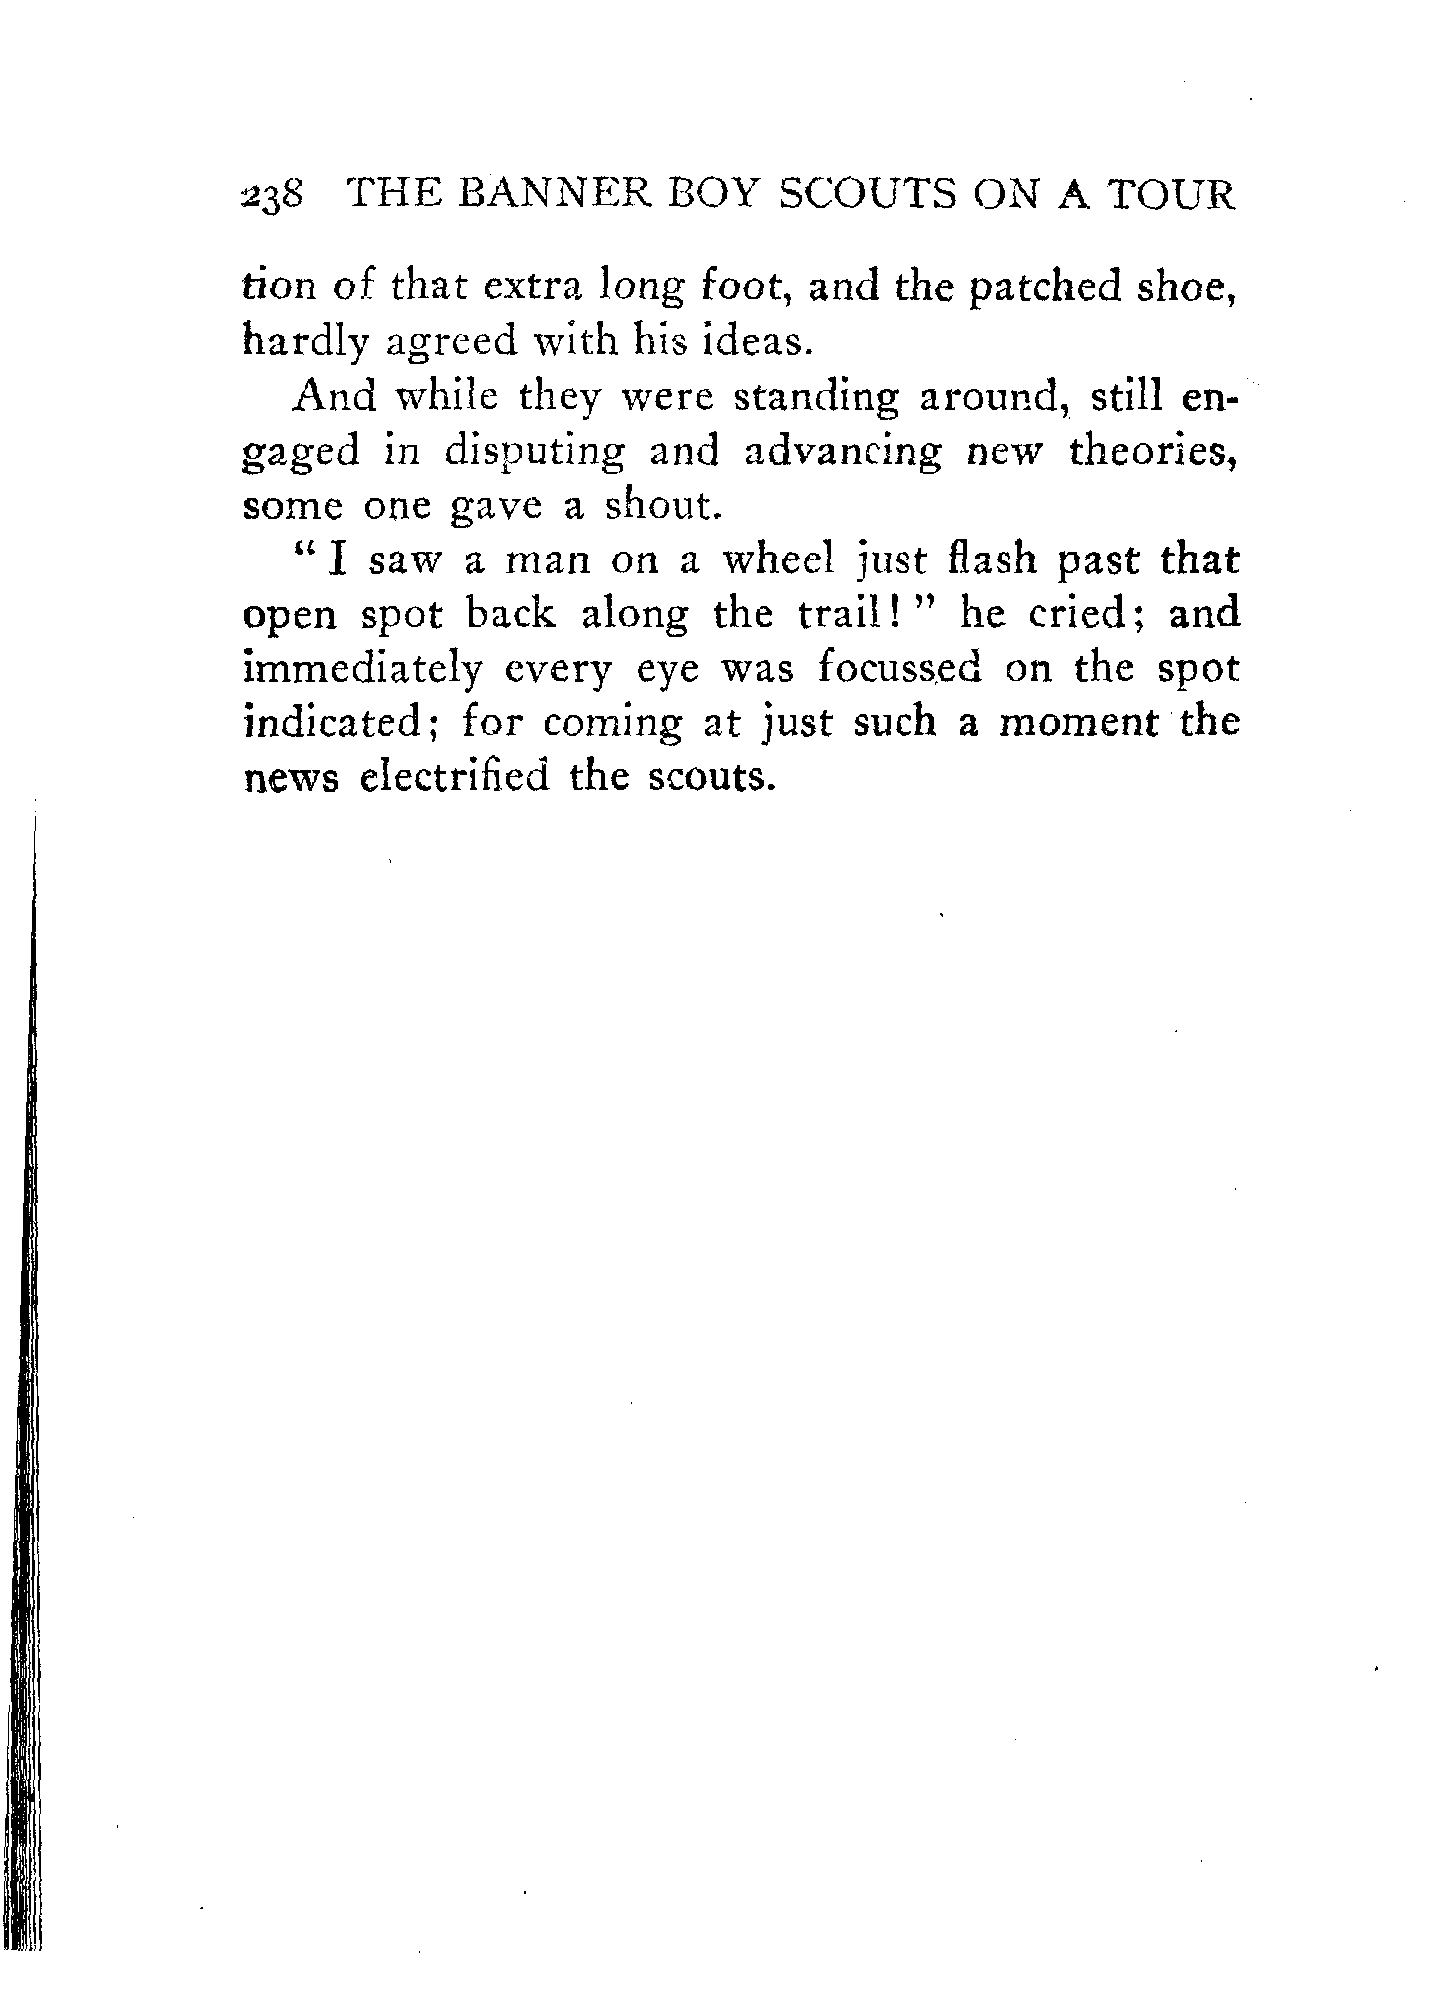 238 THE BANNER BOY SCOUTS ON A TOUR
tion of that extra long foot, and the patched shoe,
hardly agreed with his ideas.
And while they were standing around, still en-
gaged in disputing and advancing new theories,
some one gave a shout.
" I saw a man on a wheel just flash past that
open spot back along the trail! " he cried; and
immediately every eye was focussed on the spot
indicated; for coming at just such a moment the
news electrified the scouts.